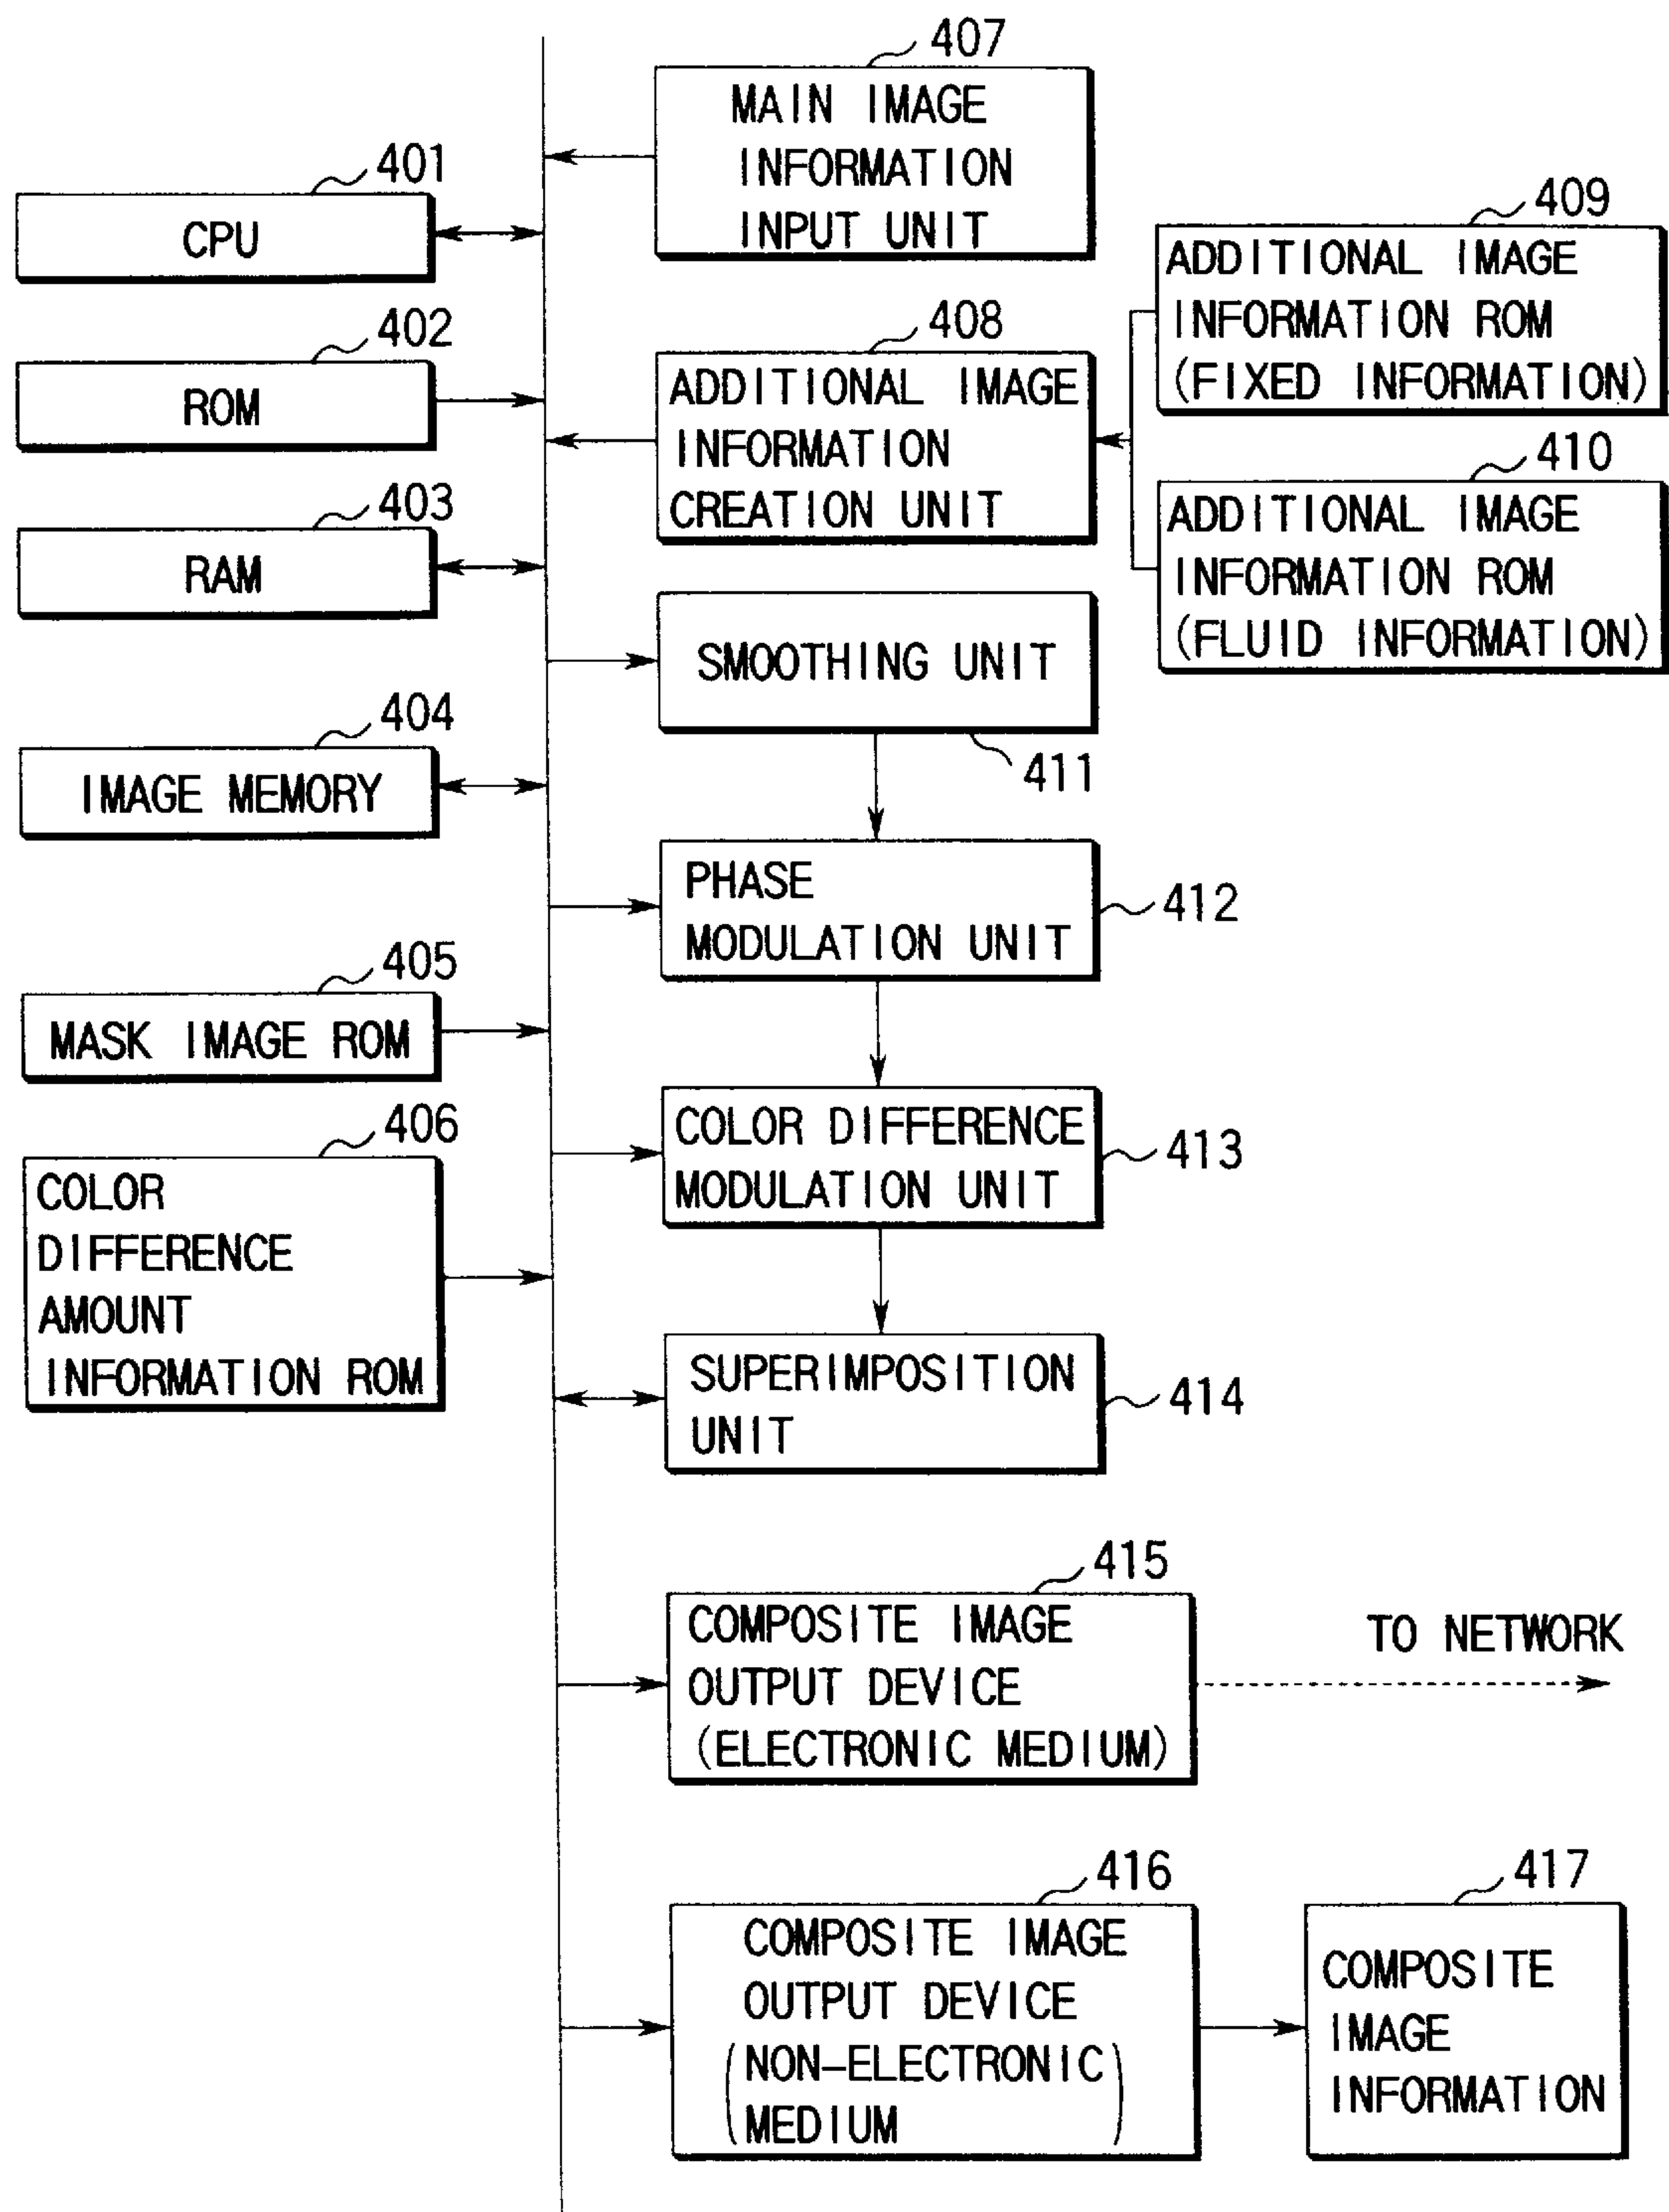 407
MAIN IMAGE
INFORMATION
INPUT UNIT
401
CPU
409
ADDITIONAL IMAGE
INFORMATION ROM
(FIXED INFORMATION)
402
ROM
408
ADDITIONAL IMAGE
INFORMATION
CREATION UNIT
410
ADDITIONAL IMAGE
INFORMATION ROM
(FLUID INFORMATION)
403
RAM
SMOOTHING UNIT
411
404
IMAGE MEMORY
PHASE
MODULATION UNIT
412
405
MASK IMAGE ROM
COLOR DIFFERENCE
MODULATION UNIT
413
406
COLOR
DIFFERENCE
AMOUNT
INFORMATION ROM
SUPERIMPOSITION
UNIT
414
415
COMPOSITE IMAGE
OUTPUT DEVICE
(ELECTRONIC MEDIUM)
TO NETWORK
416
COMPOSITE IMAGE
OUTPUT DEVICE
(NON-ELECTRONIC
MEDIUM)
417
COMPOSITE
IMAGE
INFORMATION